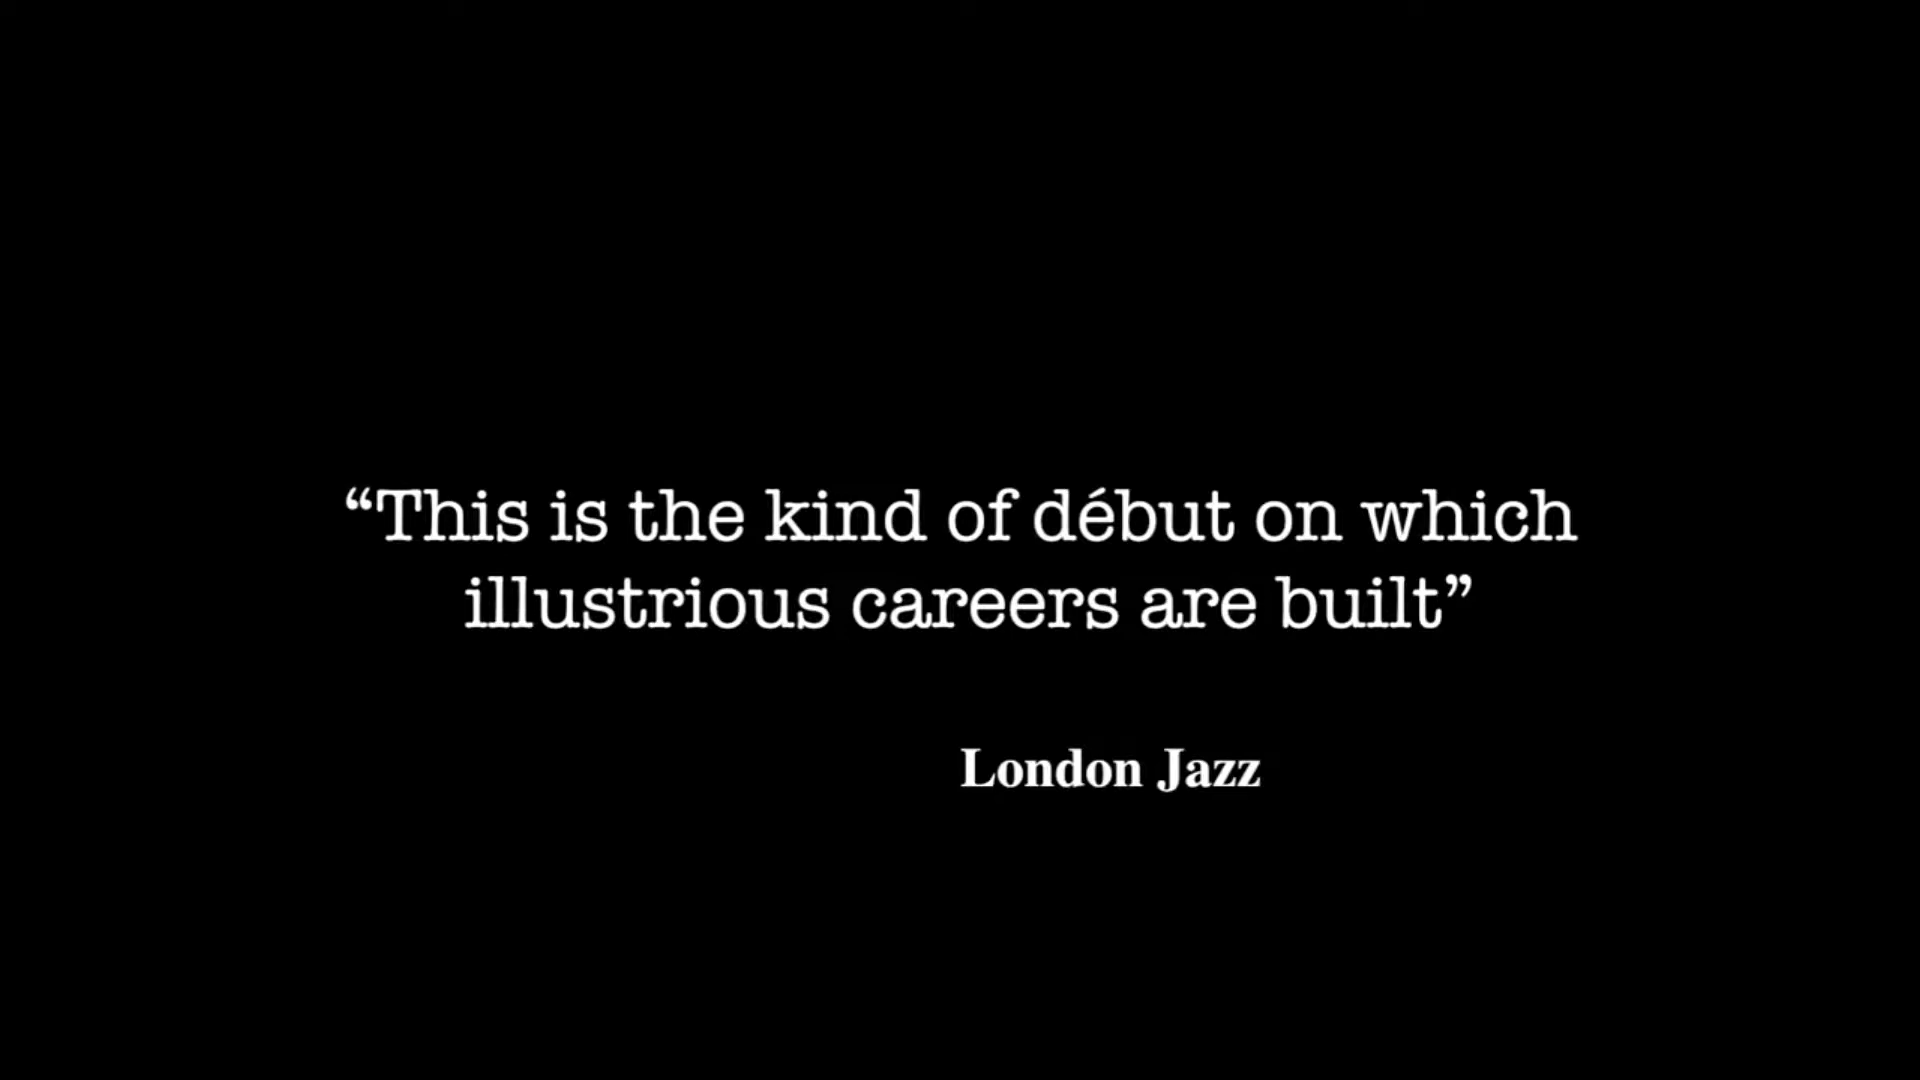 “This is the kind of début on which
illustrious careers are built”
London Jazz